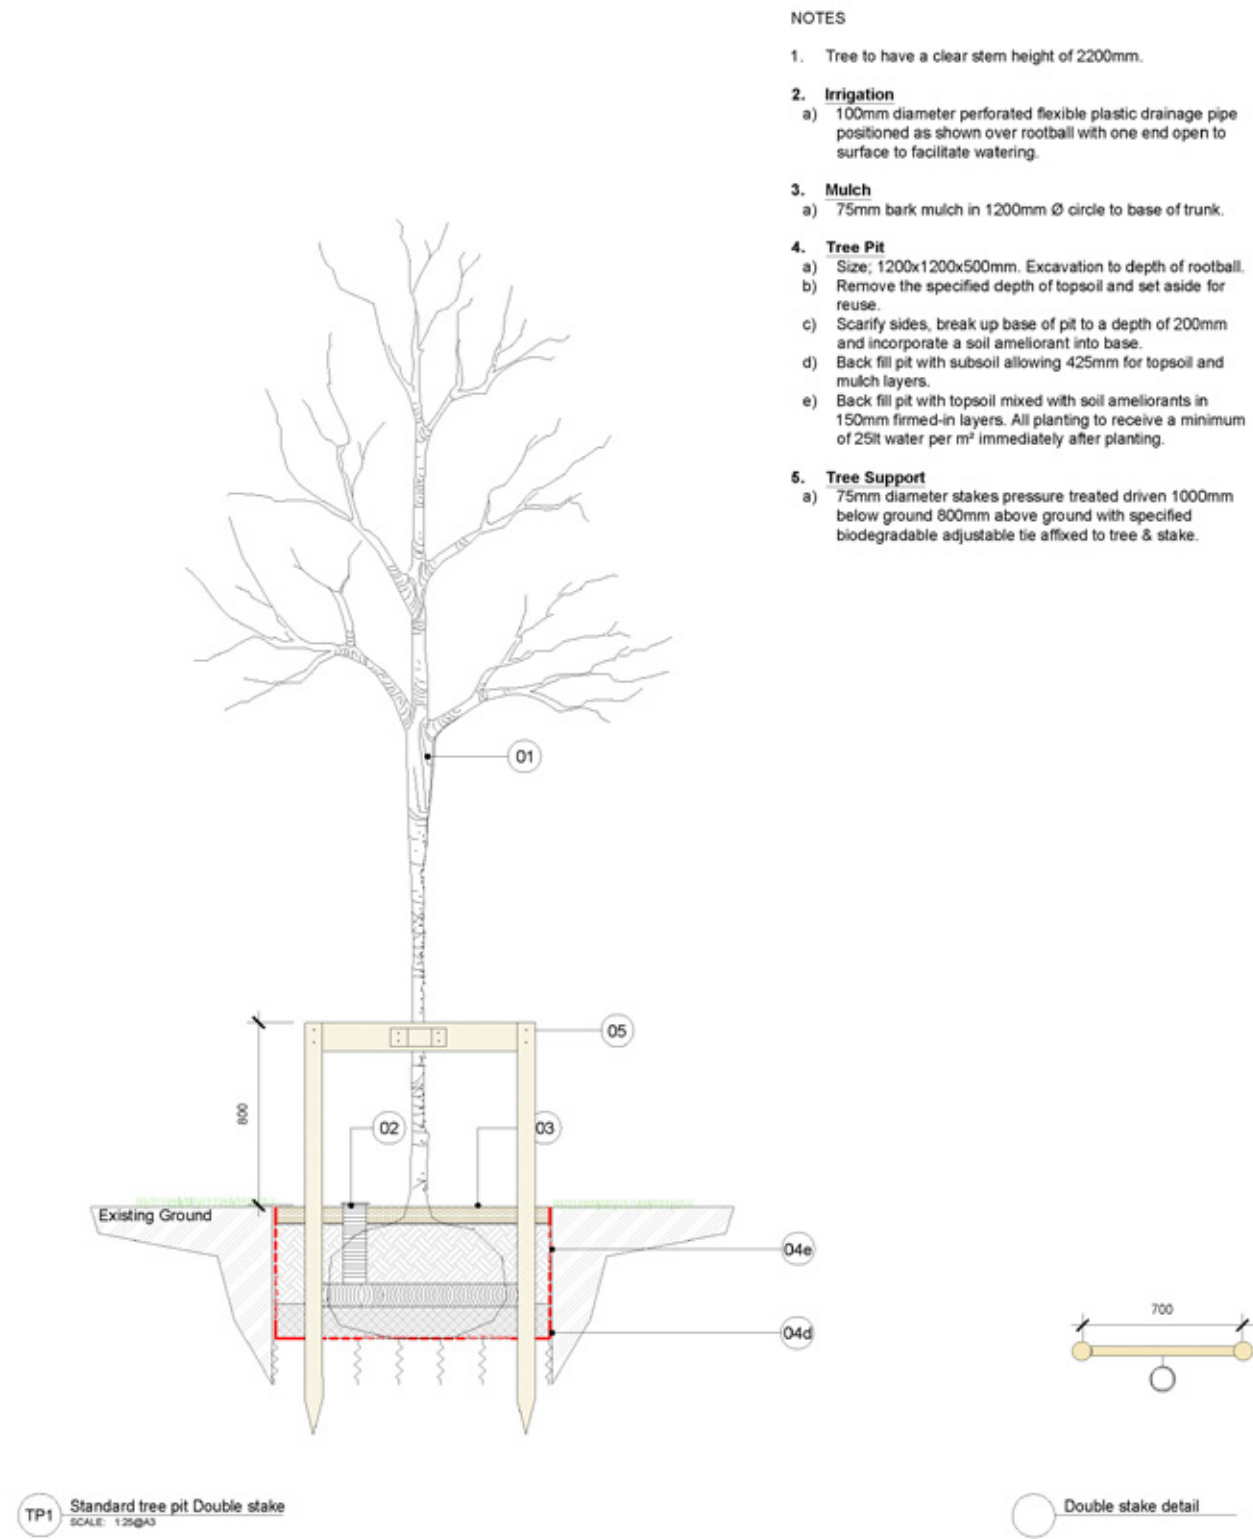 NOTES
1. Tree to have a clear stem height of 2200mm.
2. Irrigation
a) 100mm diameter perforated flexible plastic drainage pipe
positioned as shown over rootball with one end open to
surface to facilitate watering.
3. Mulch
a) 75mm bark mulch in 1200mm Ø circle to base of trunk.
4. Tree Pit
a) Size; 1200x1200x500mm. Excavation to depth of rootball.
b) Remove the specified depth of topsoil and set aside for
reuse.
c) Scarify sides, break up base of pit to a depth of 200mm
and incorporate a soil ameliorant into base.
d) Back fill pit with subsoil allowing 425mm for topsoil and
mulch layers.
e) Back fill pit with topsoil mixed with soil ameliorants in
150mm firmed-in layers. All planting to receive a minimum
of 25lt water per m² immediately after planting.
5. Tree Support
a) 75mm diameter stakes pressure treated driven 1000mm
below ground 800mm above ground with specified
biodegradable adjustable tie affixed to tree & stake.
01
05
800
02
03
Existing Ground
04e
04d
700
TP1
Standard tree pit Double stake
SCALE: 1:25@A3
Double stake detail